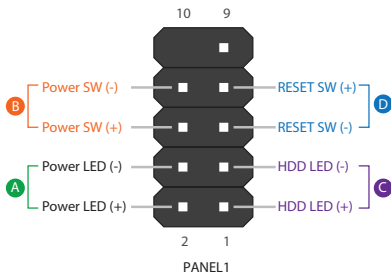 10 9
Power SW (-) RESET SW (+)
B D
Power SW (+) RESET SW (-)
Power LED (-) HDD LED (-)
A C
Power LED (+) HDD LED (+)
2 1
PANEL1